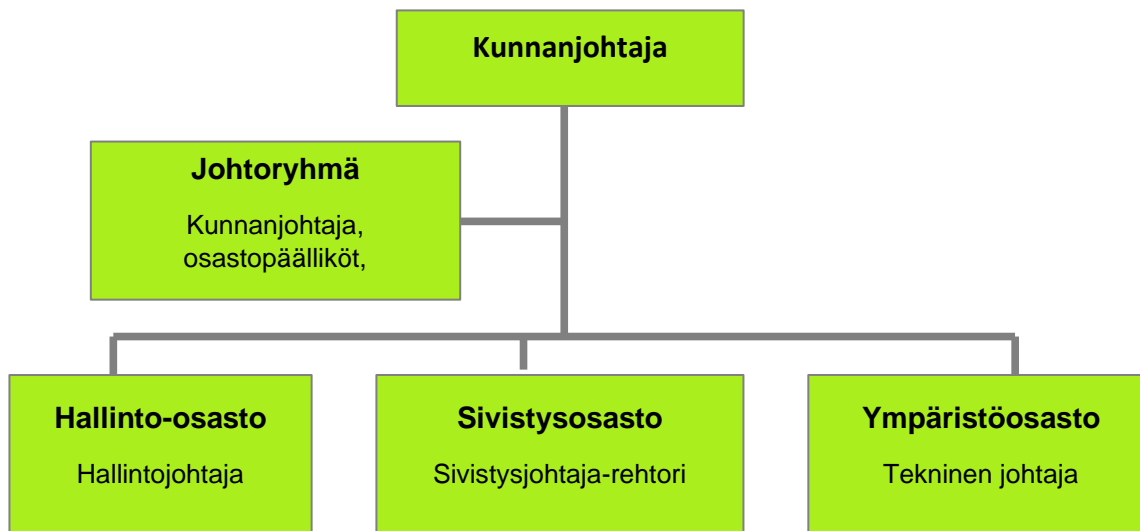 Kunnanjohtaja
Johtoryhmä
Kunnanjohtaja,
osastopäälliköt,
Hallinto-osasto
Hallintojohtaja
Sivistysosasto
Sivistysjohtaja-rehtori
Ympäristöosasto
Tekninen johtaja